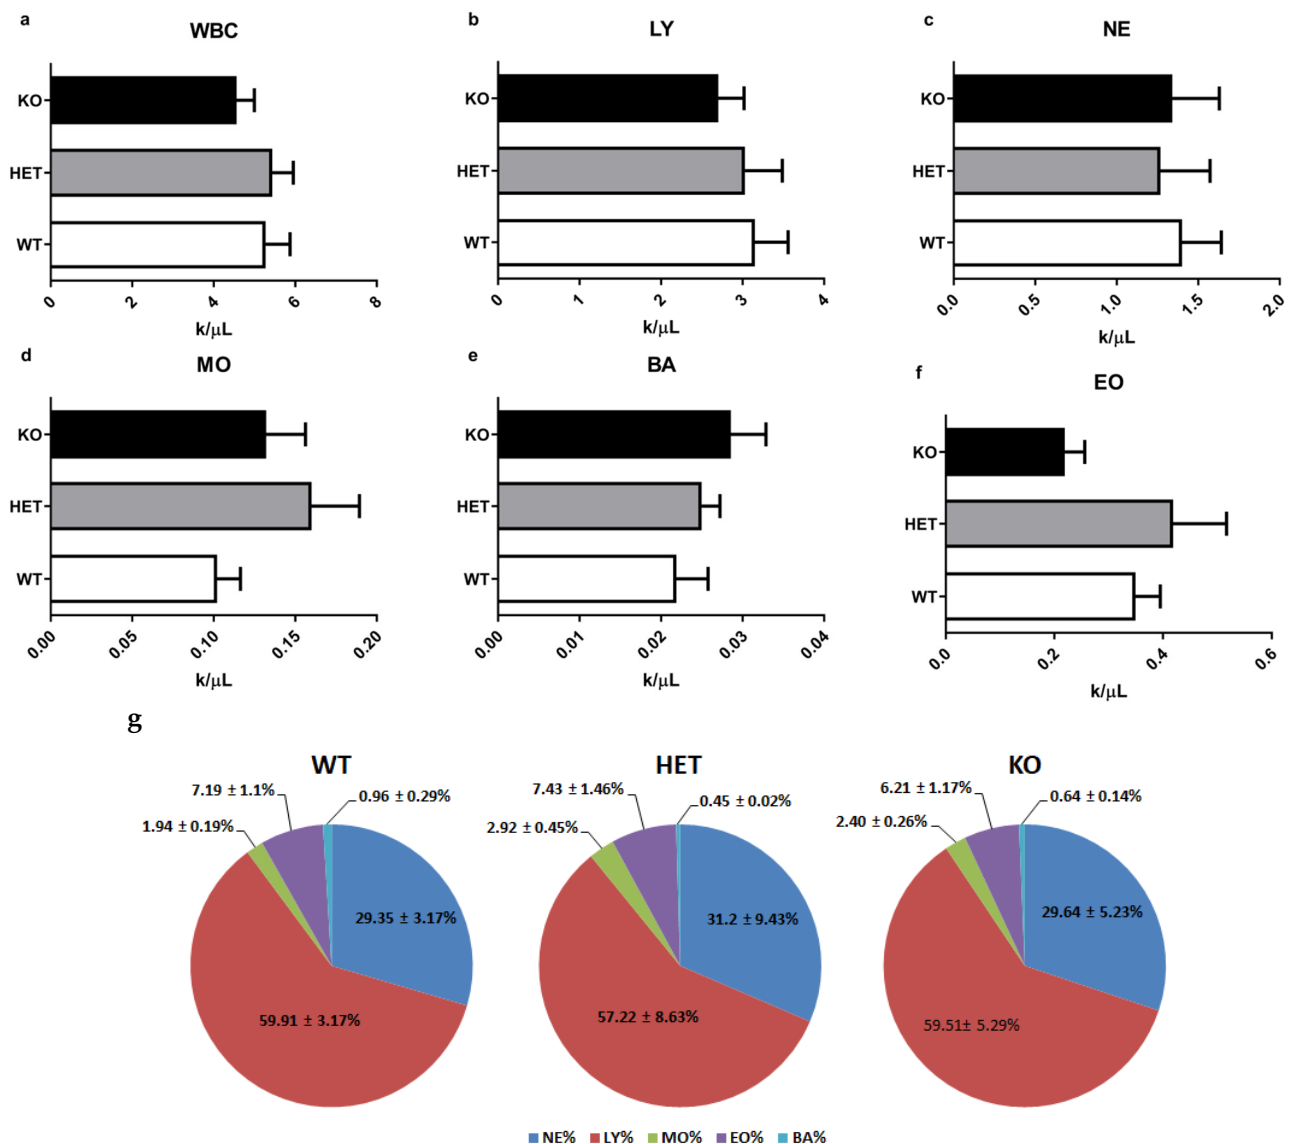 a
WBC
KO
HET
WT
0 2 4 6 8
k/μL
b
LY
KO
HET
WT
0 1 2 3 4
k/μL
c
NE
KO
HET
WT
0.0 0.5 1.0 1.5 2.0
k/μL
d
MO
KO
HET
WT
0.00 0.05 0.10 0.15 0.20
k/μL
e
BA
KO
HET
WT
0.00 0.01 0.02 0.03 0.04
k/μL
f
EO
KO
HET
WT
0.0 0.2 0.4 0.6
k/μL
g
WT
7.19 ± 1.1%
0.96 ± 0.29%
1.94 ± 0.19%
29.35 ± 3.17%
59.91 ± 3.17%
HET
7.43 ± 1.46%
0.45 ± 0.02%
2.92 ± 0.45%
31.2 ± 9.43%
57.22 ± 8.63%
KO
6.21 ± 1.17%
0.64 ± 0.14%
2.40 ± 0.26%
29.64 ± 5.23%
59.51± 5.29%
NE% LY% MO% EO% BA%